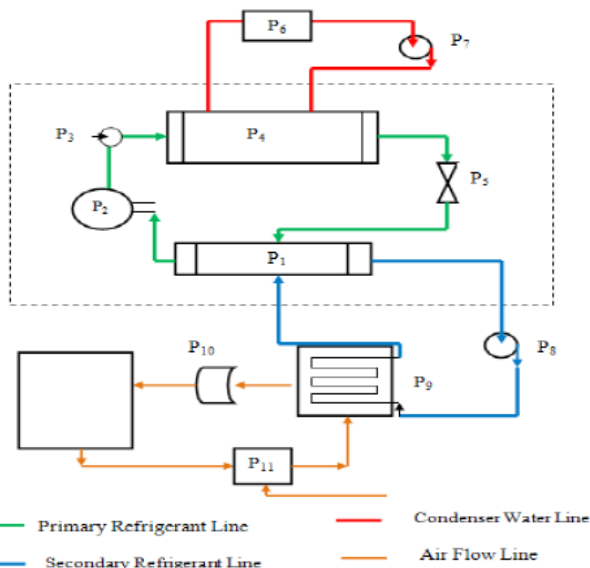 P6
P7
P3
P4
P5
P2
P1
P10
P8
P9
P11
Primary Refrigerant Line
Condenser Water Line
Secondary Refrigerant Line
Air Flow Line